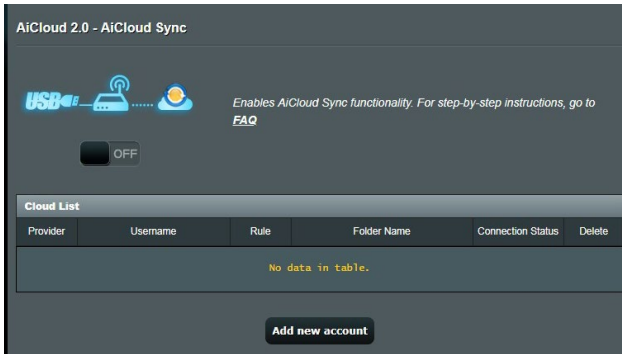 AiCloud 2.0 - AiCloud Sync
USB
Enables AiCloud Sync functionality. For step-by-step instructions, go to
FAQ
OFF
Cloud List
Provider Username Rule Folder Name Connection Status Delete
No data in table.
Add new account